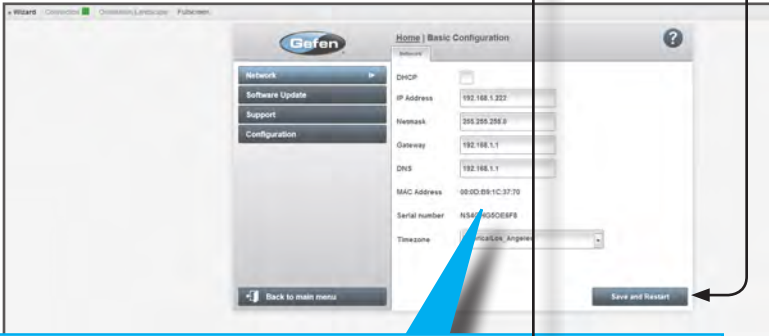 Wizard Connection Orientation:Landscape Fullscreen
Gefen
Home | Basic Configuration
?
Network
Network
Software Update
Support
Configuration
DHCP
IP Address 192.168.1.222
Netmask 255.255.255.0
Gateway 192.168.1.1
DNS 192.168.1.1
MAC Address 00:0D:B9:1C:37:70
Serial number
Timezone
Back to main menu
Save and Restart